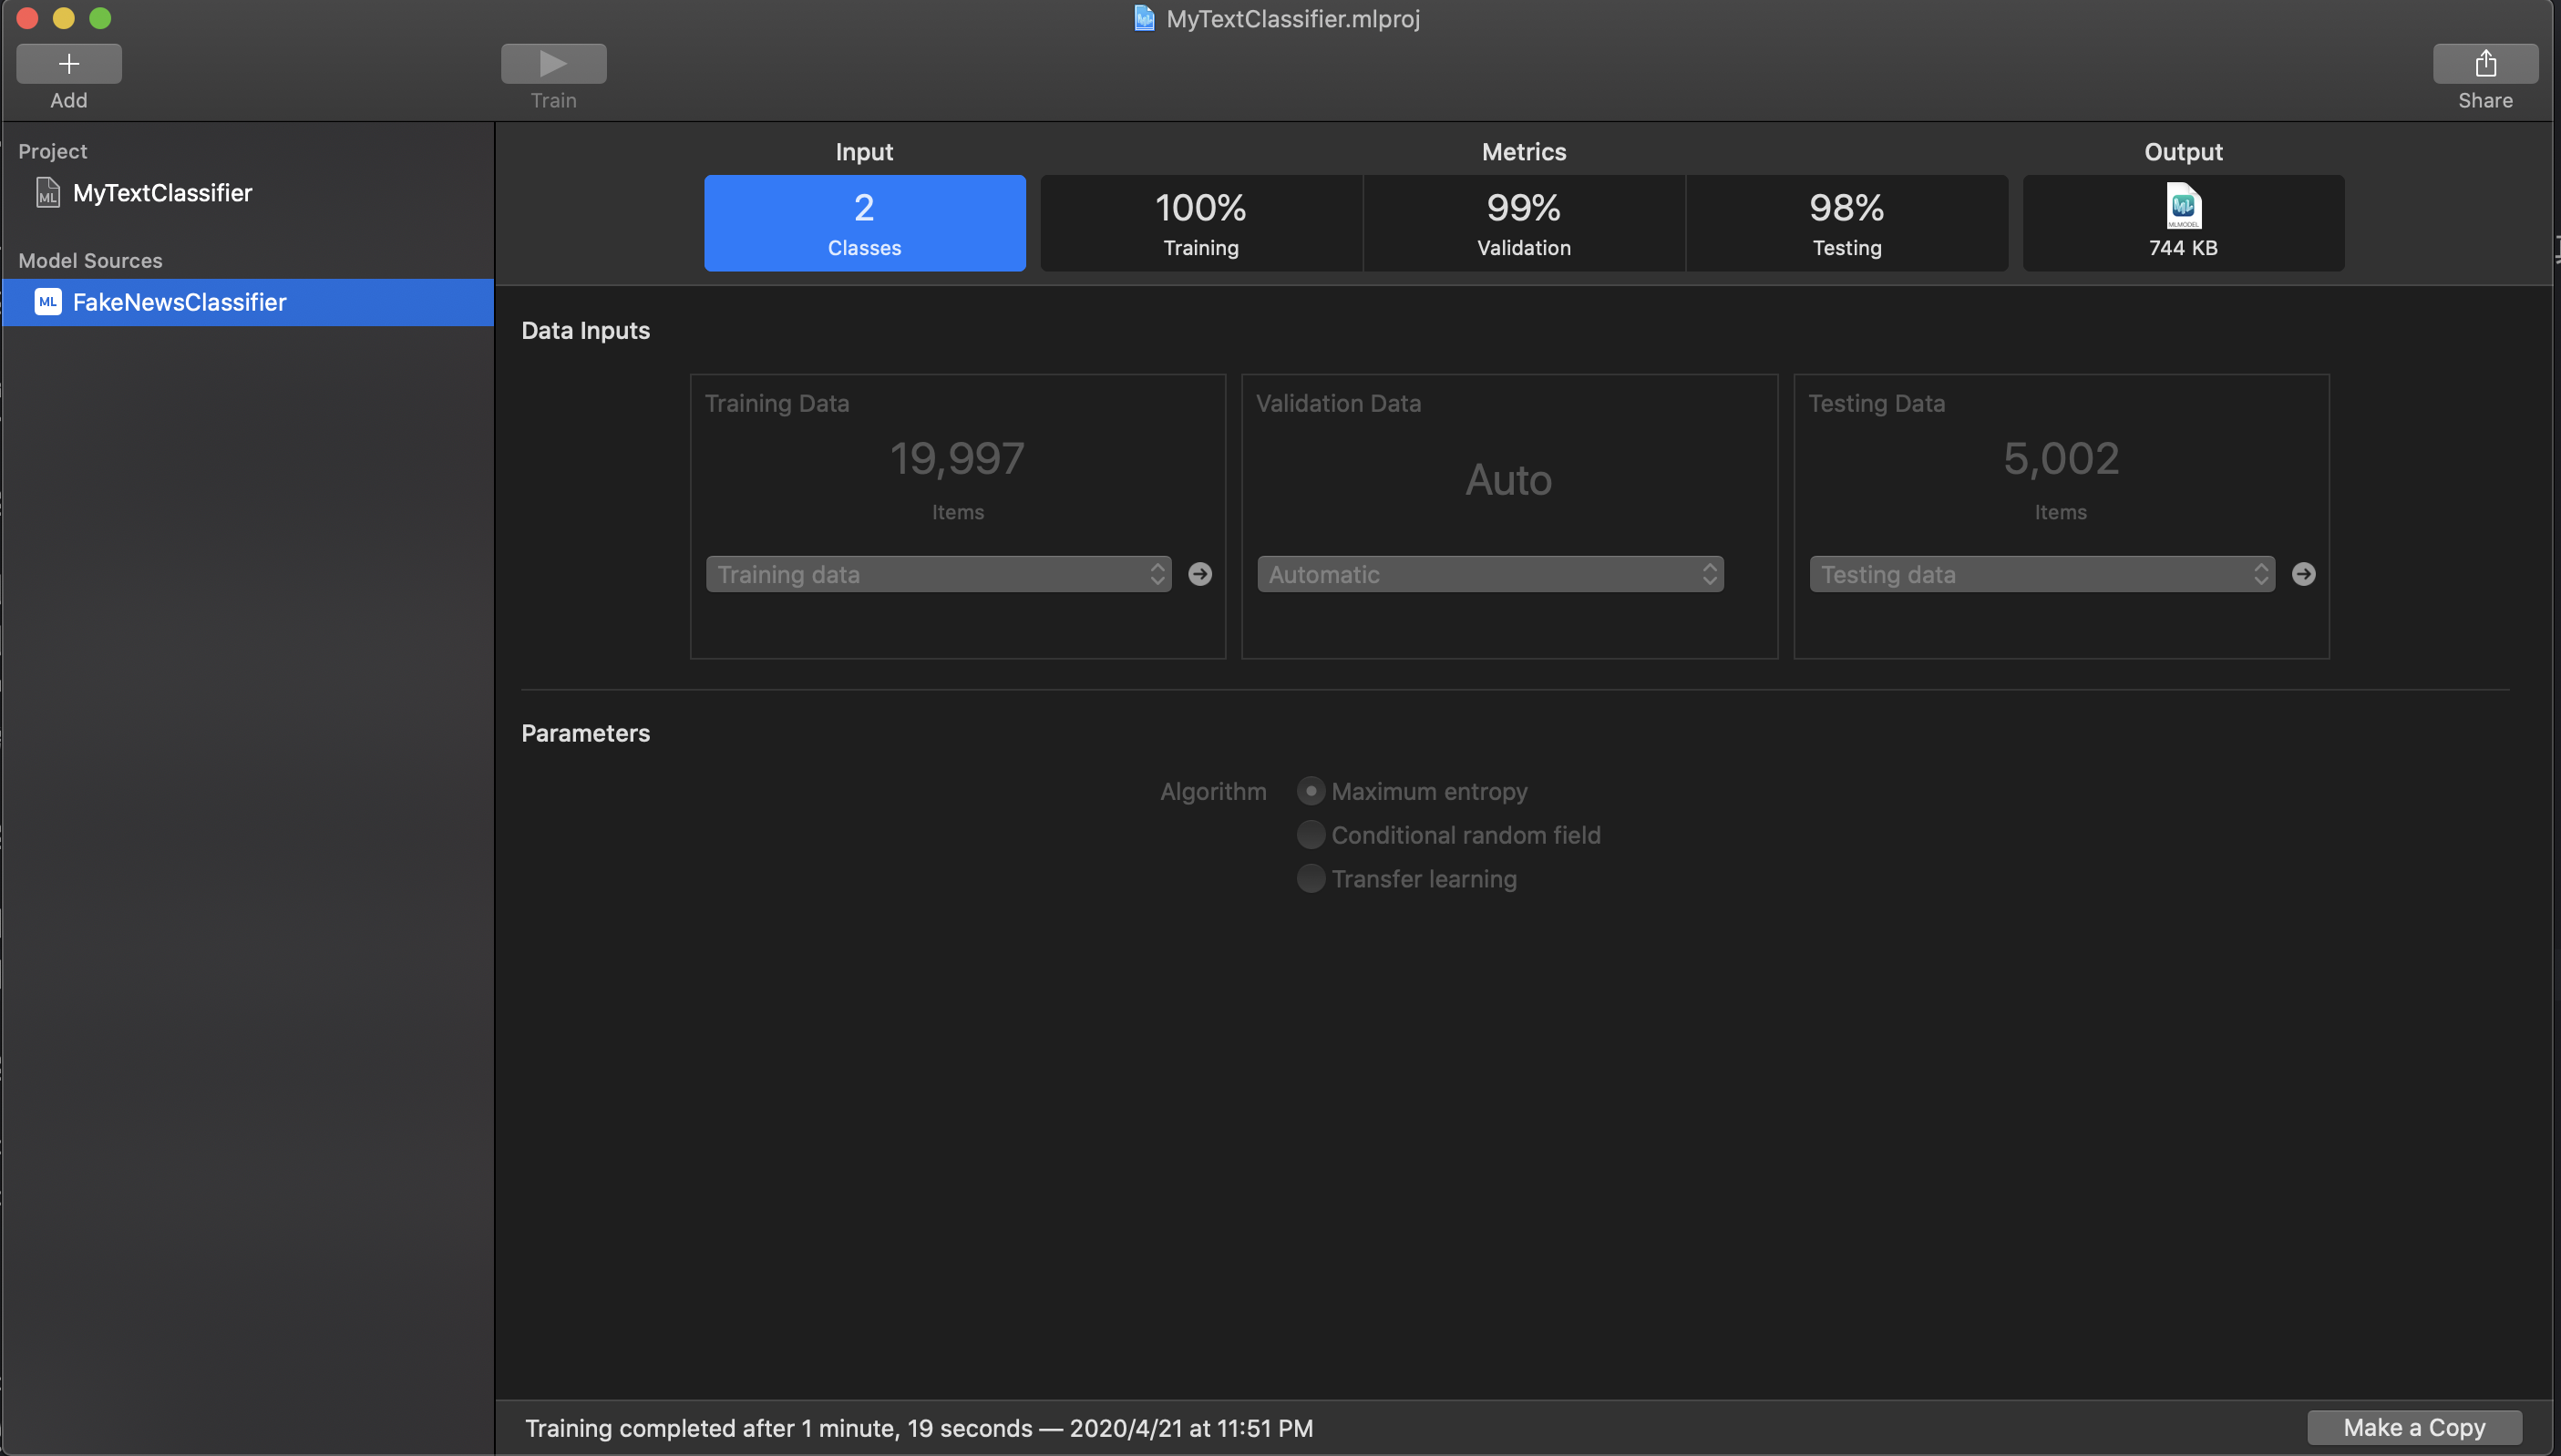 MyTextClassifier.mlproj
Add
Train
Share
Project
ML MyTextClassifier
Model Sources
ML FakeNewsClassifier
Input
Metrics
Output
2
Classes
100%
Training
99%
Validation
98%
Testing
MLMODEL
744 KB
Data Inputs
Training Data
19,997
Items
Training data
Validation Data
Auto
Automatic
Testing Data
5,002
Items
Testing data
Parameters
Algorithm
Maximum entropy
Conditional random field
Transfer learning
Training completed after 1 minute, 19 seconds — 2020/4/21 at 11:51 PM
Make a Copy